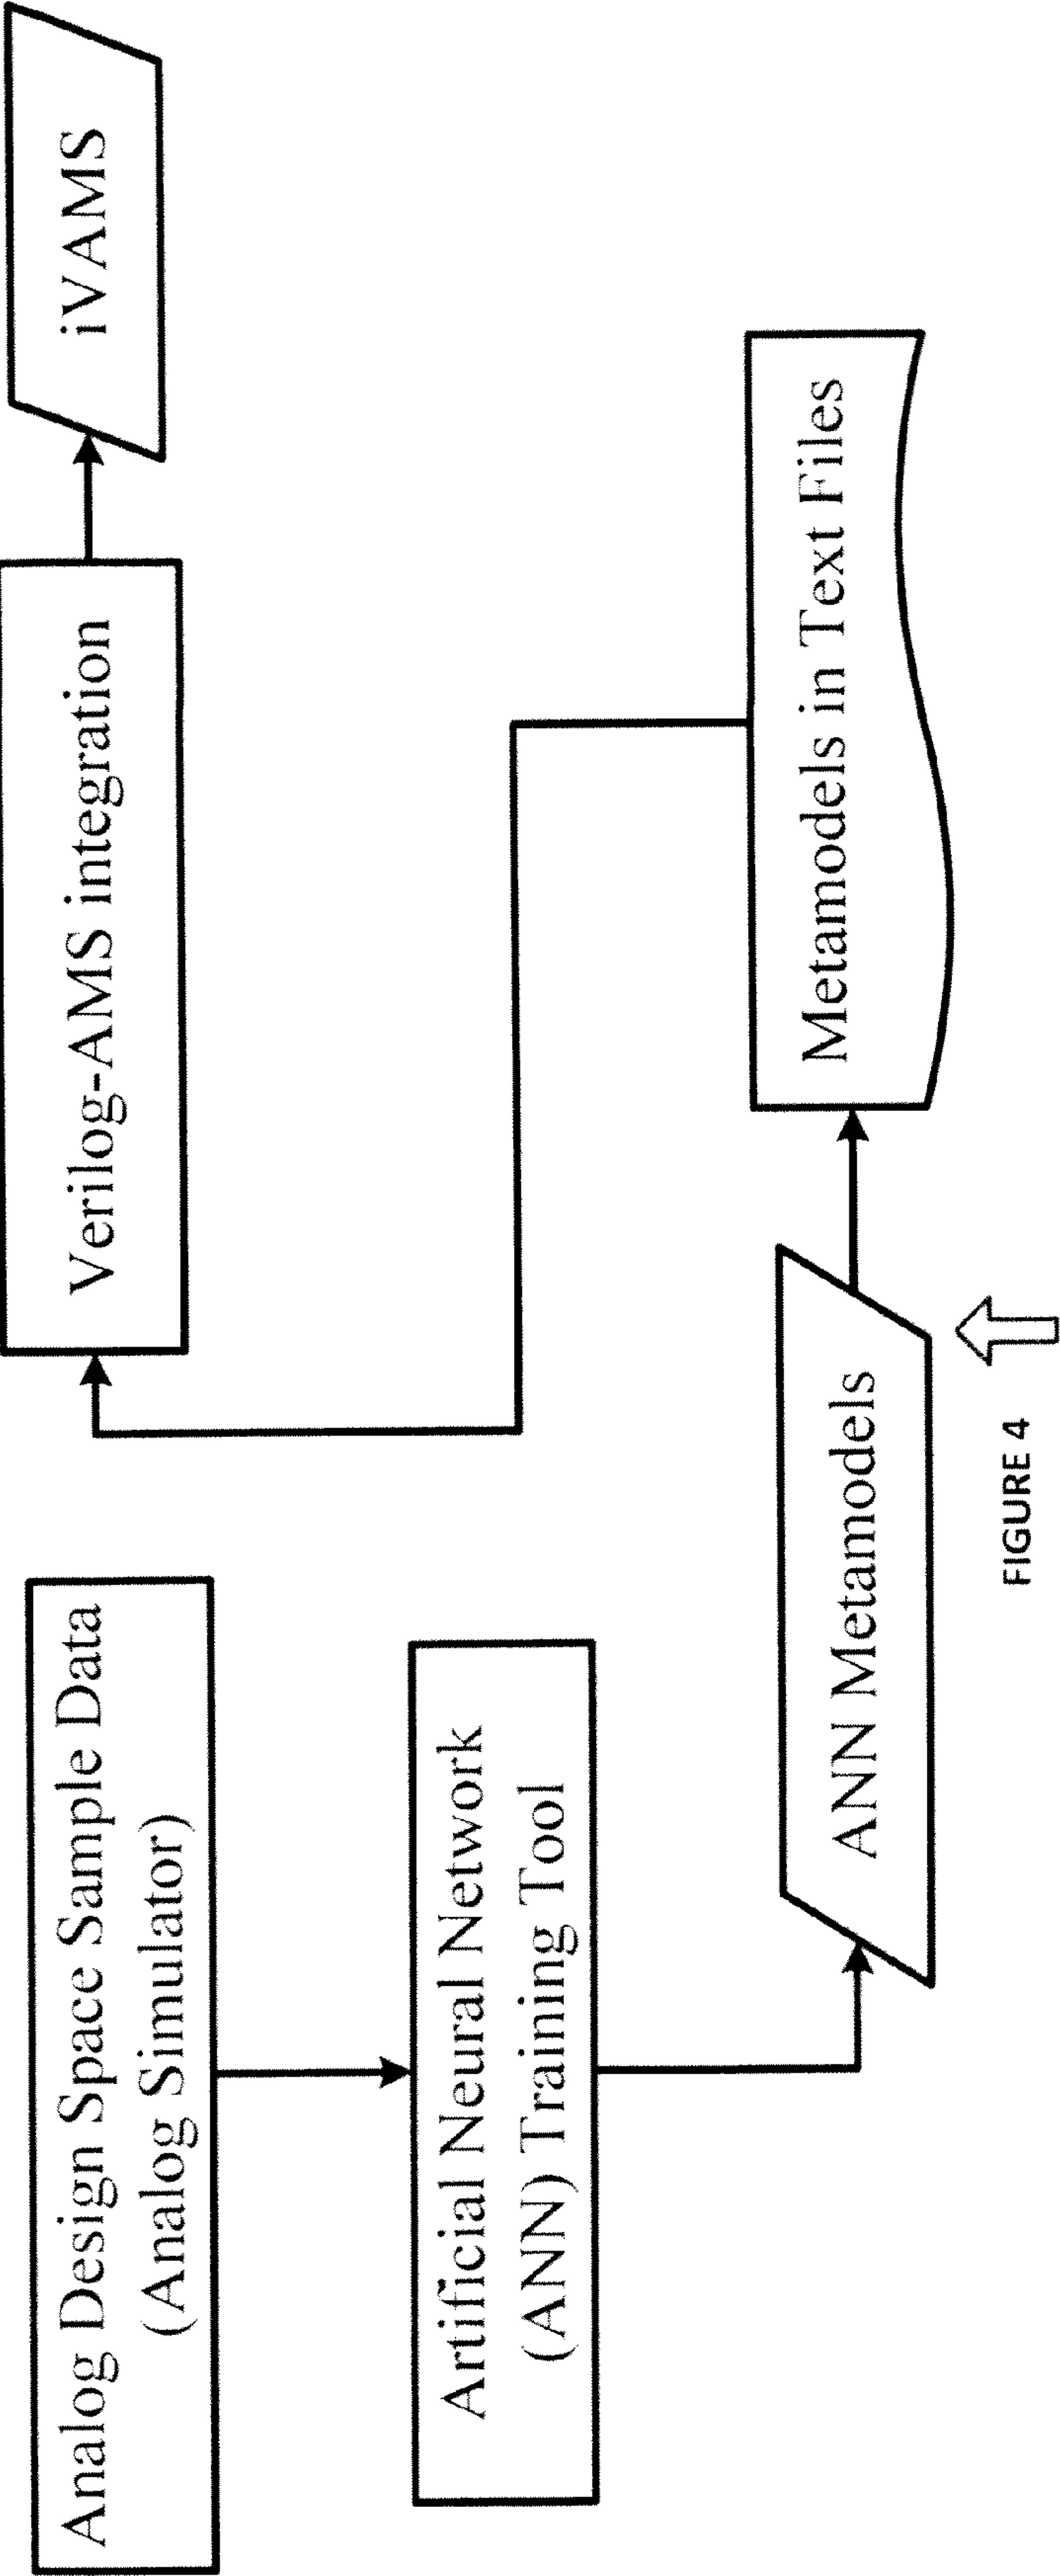 Analog Design Space Sample Data
(Analog Simulator)
Artificial Neural Network
(ANN) Training Tool
ANN Metamodels
Metamodels in Text Files
Verilog-AMS integration
iVAMS
FIGURE 4